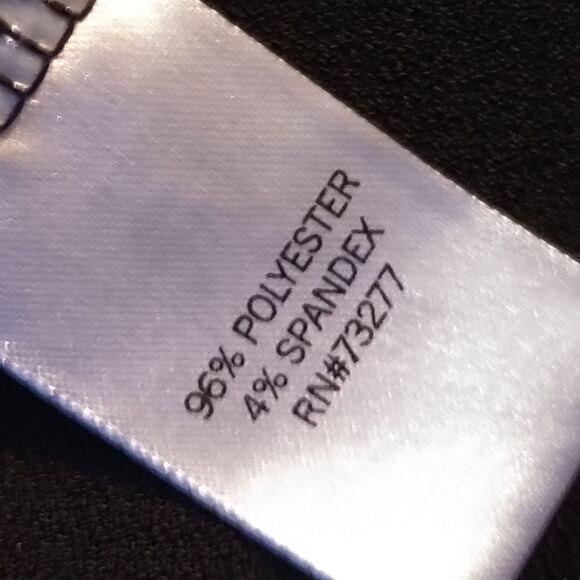 96% POLYESTER
4% SPANDEX
RN#73277